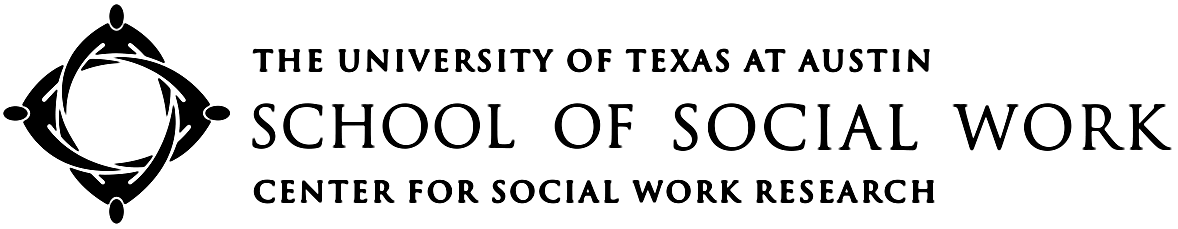 THE UNIVERSITY OF TEXAS AT AUSTIN
SCHOOL OF SOCIAL WORK
CENTER FOR SOCIAL WORK RESEARCH